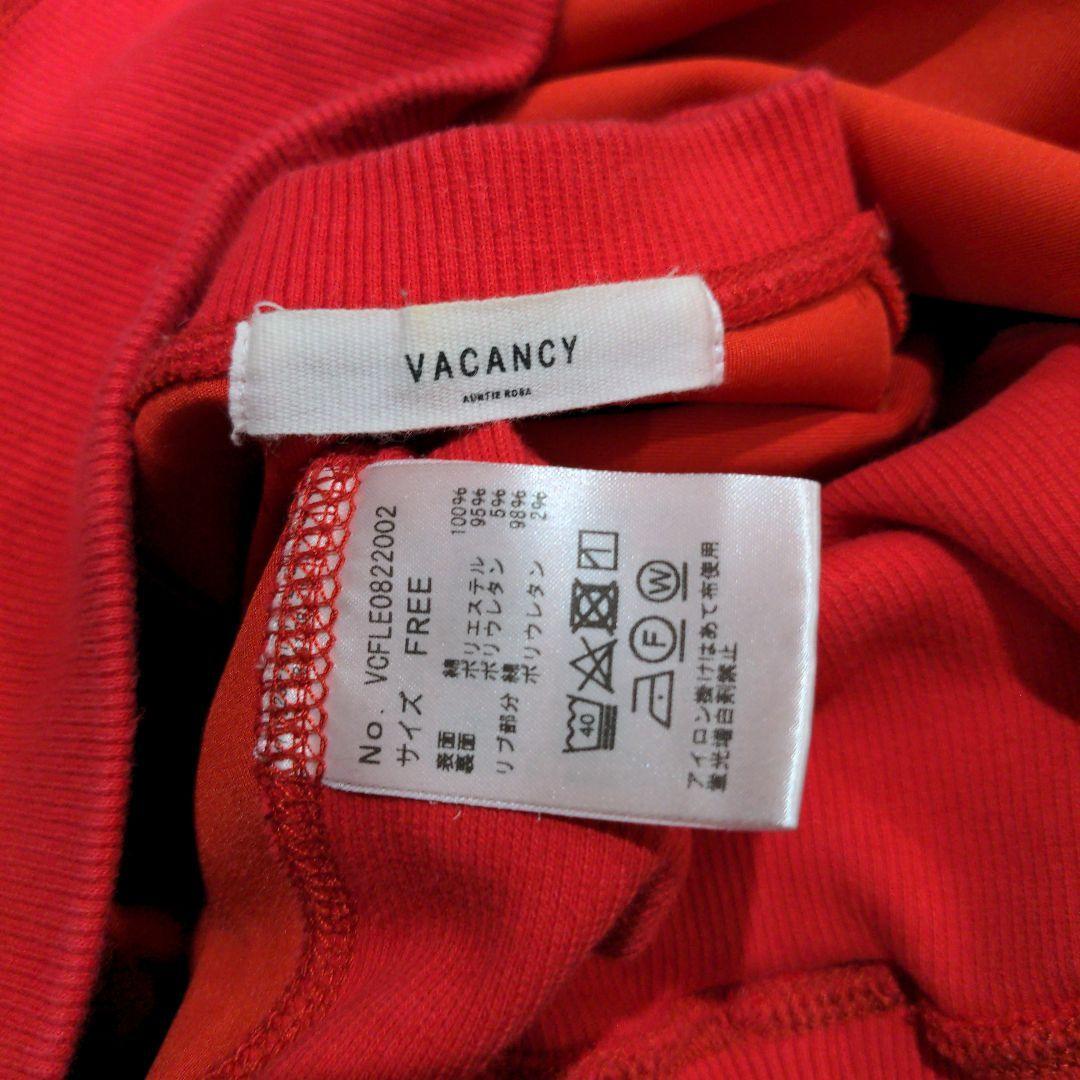 VACANCY
AUNTIE ROSA
No. VCFLE0822002
サイズ FREE
表面 綿 100%
裏面 ポリエステル 95%
ポリウレタン 5%
リブ部分 綿 98%
ポリウレタン 2%
40
F W
アイロン掛けはあて布使用
蛍光増白剤禁止